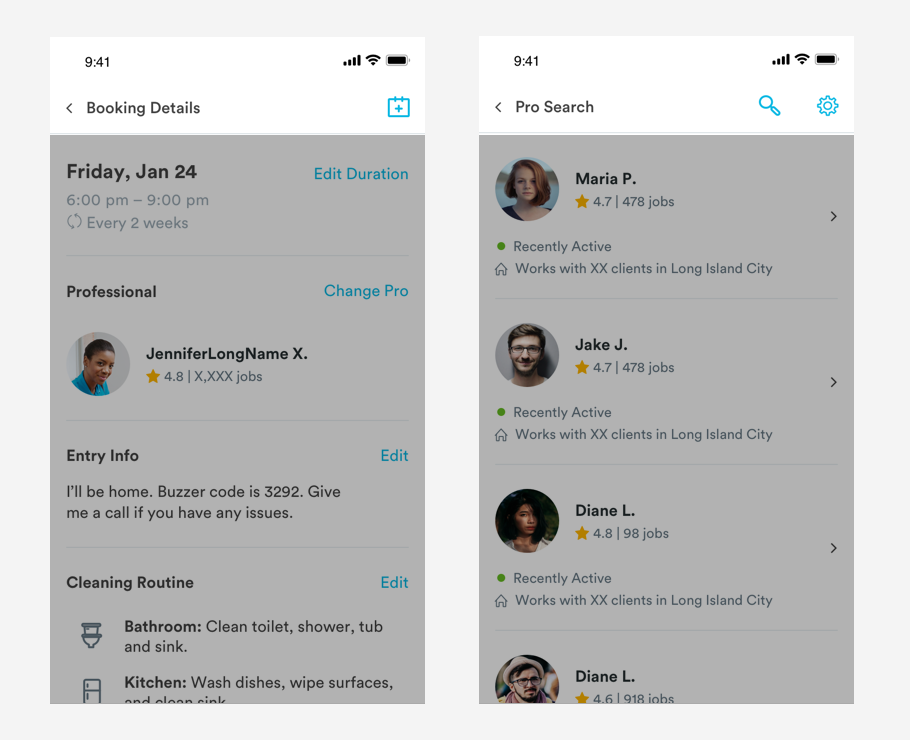 9:41
Booking Details
Friday, Jan 24
Edit Duration
6:00 pm – 9:00 pm
Every 2 weeks
Professional
Change Pro
JenniferLongName X.
4.8 | X,XXX jobs
Entry Info
Edit
I'll be home. Buzzer code is 3292. Give
me a call if you have any issues.
Cleaning Routine
Edit
Bathroom: Clean toilet, shower, tub
and sink.
Kitchen: Wash dishes, wipe surfaces,
and clean sink
9:41
Pro Search
Maria P.
4.7 | 478 jobs
Recently Active
Works with XX clients in Long Island City
Jake J.
4.7 | 478 jobs
Recently Active
Works with XX clients in Long Island City
Diane L.
4.8 | 98 jobs
Recently Active
Works with XX clients in Long Island City
Diane L.
4.6 | 918 jobs